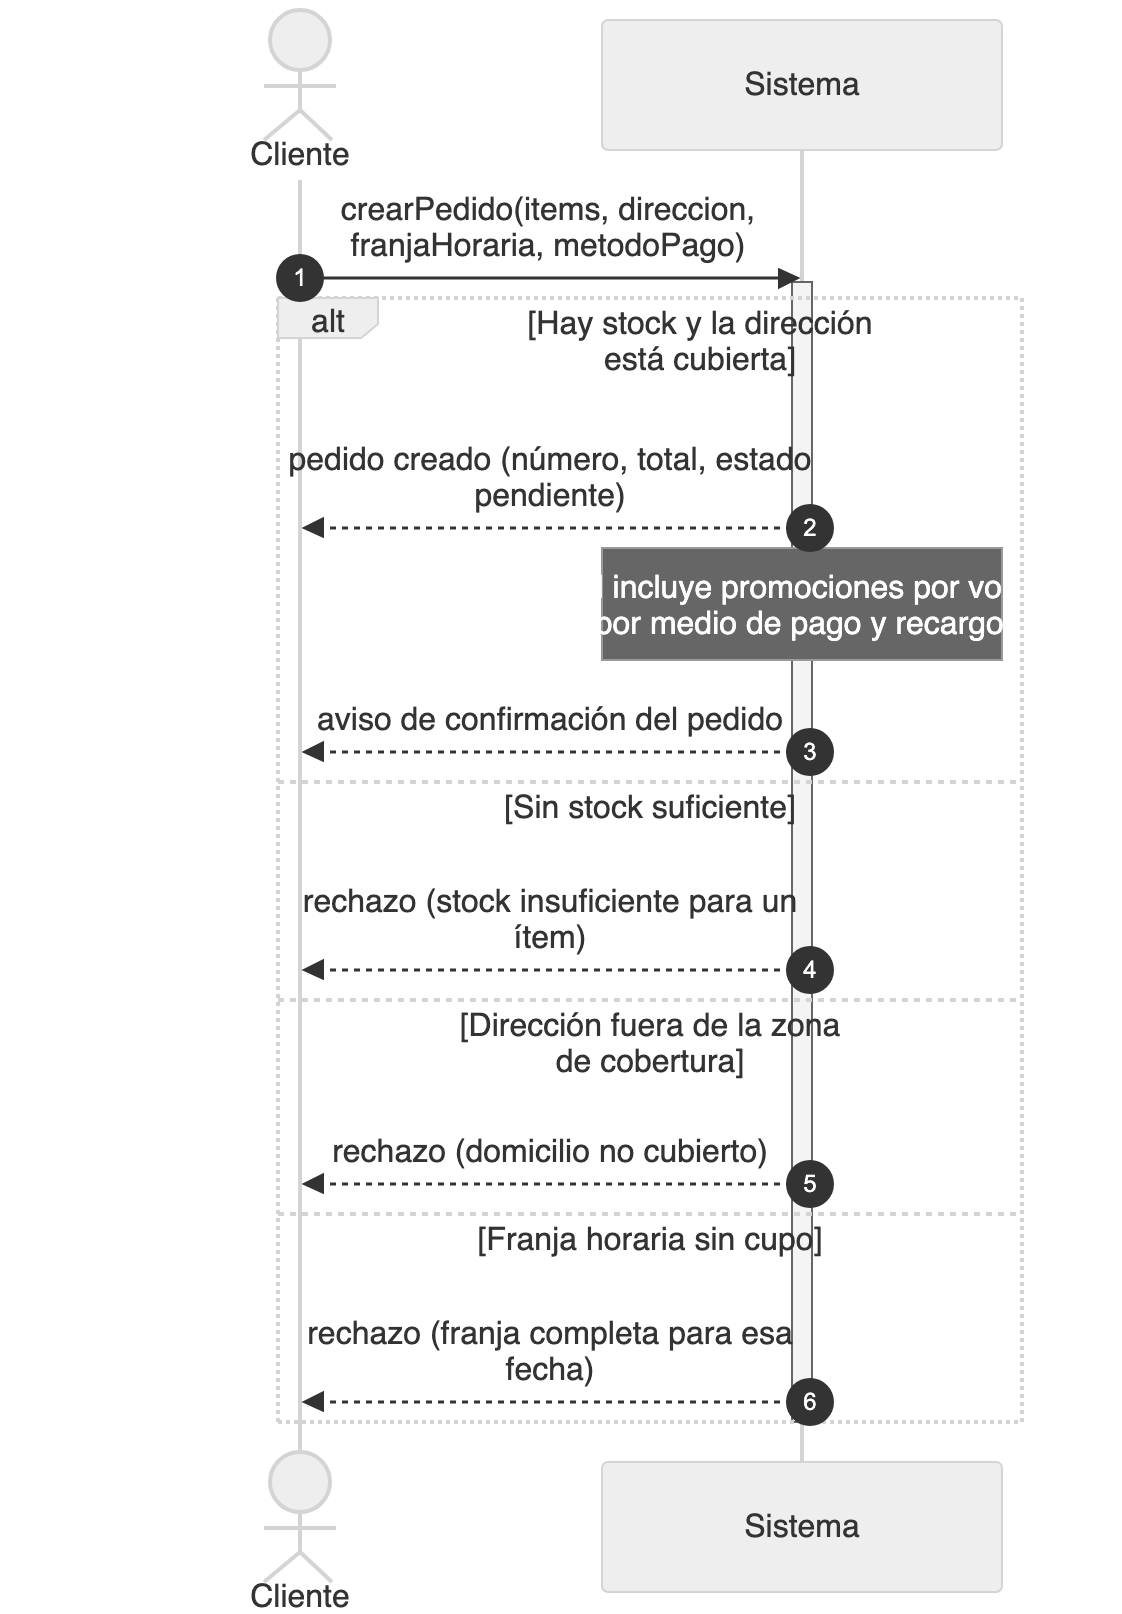 Sistema
Cliente
crearPedido(items, direccion,
franjaHoraria, metodoPago)
1
alt
[Hay stock y la dirección
está cubierta]
pedido creado (número, total, estado
pendiente)
2
incluye promociones por
por medio de pago y recargo
aviso de confirmación del pedido
3
[Sin stock suficiente]
rechazo (stock insuficiente para un
ítem)
4
[Dirección fuera de la zona
de cobertura]
rechazo (domicilio no cubierto)
5
[Franja horaria sin cupo]
rechazo (franja completa para esa
fecha)
6
Sistema
Cliente